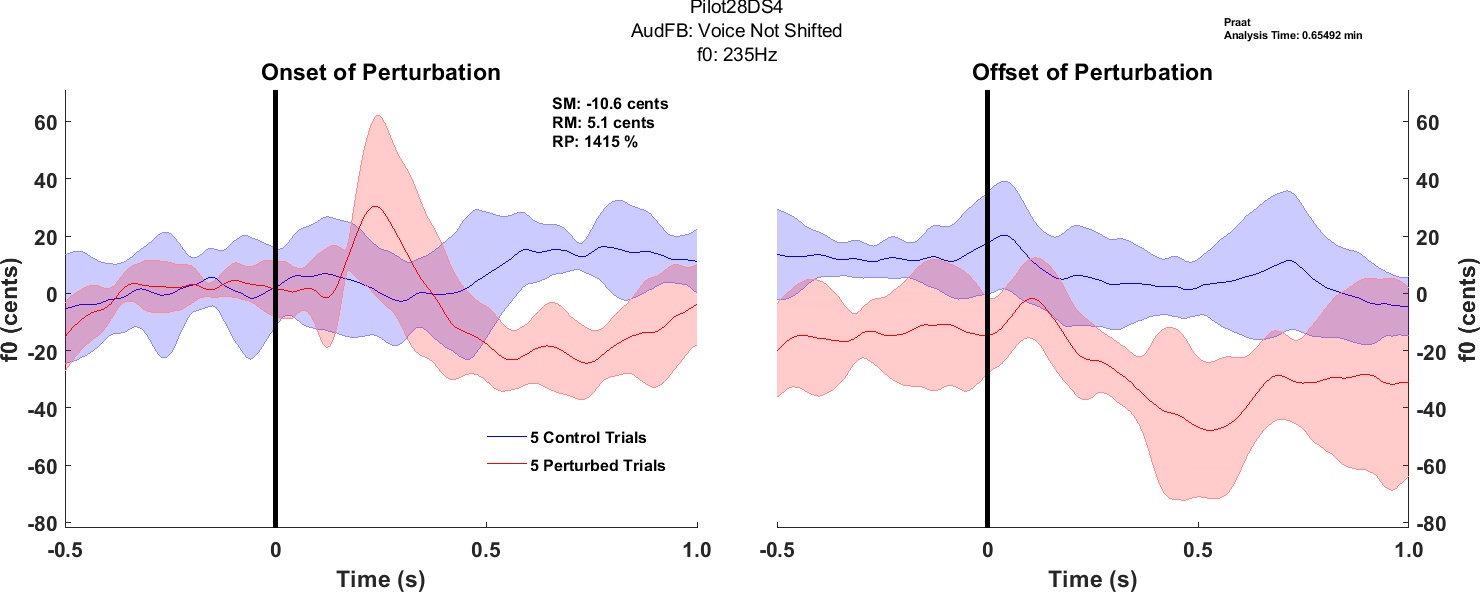 Pilot28DS4
AudFB: Voice Not Shifted
f0: 235Hz
Praat
Analysis Time: 0.65492 min
Onset of Perturbation
Offset of Perturbation
SM: -10.6 cents
RM: 5.1 cents
RP: 1415 %
60
40
20
0
-20
-40
-60
-80
f0 (cents)
5 Control Trials
5 Perturbed Trials
-0.5
0
0.5
1.0
Time (s)
60
40
20
0
-20
-40
-60
-80
f0 (cents)
-0.5
0
0.5
1.0
Time (s)